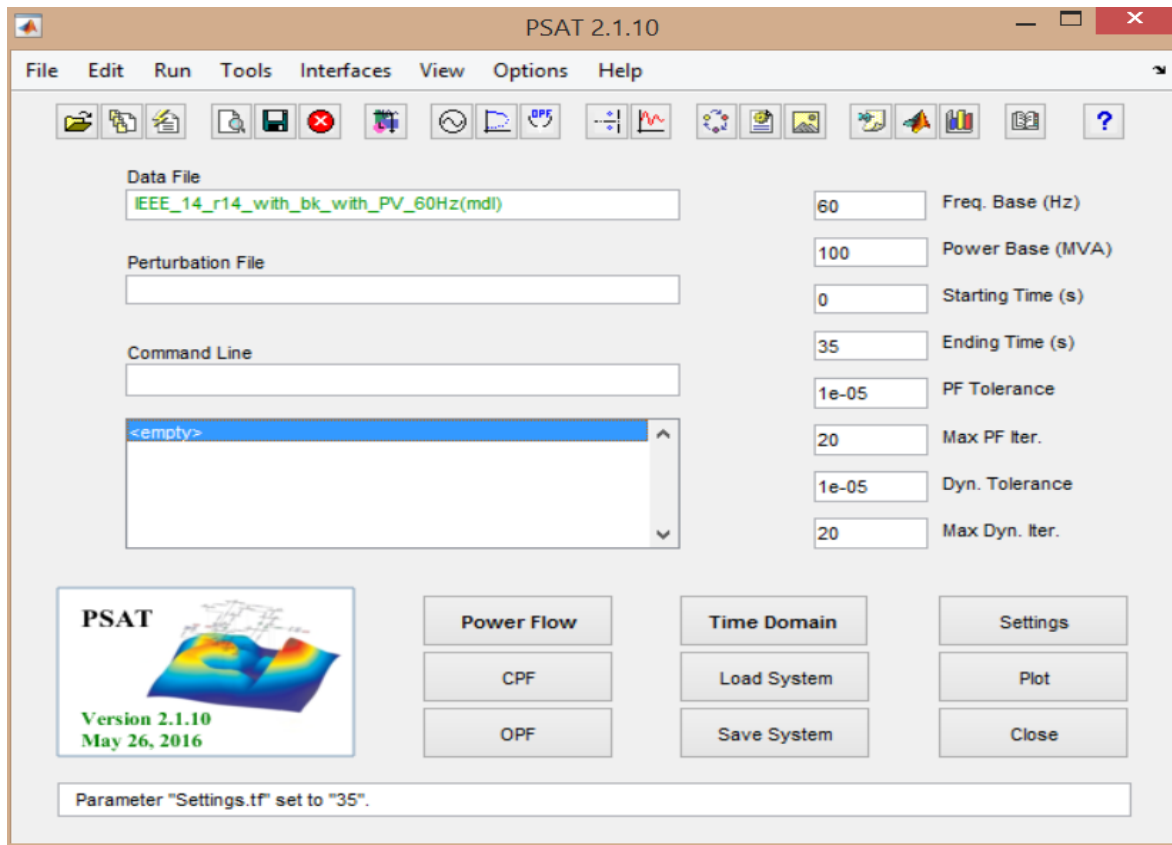 PSAT 2.1.10
File Edit Run Tools Interfaces View Options Help
OPF
?
Data File
IEEE_14_r14_with_bk_with_PV_60Hz(mdl)
60 Freq. Base (Hz)
Perturbation File
100 Power Base (MVA)
0 Starting Time (s)
Command Line
35 Ending Time (s)
1e-05 PF Tolerance
<empty>
20 Max PF Iter.
1e-05 Dyn. Tolerance
20 Max Dyn. Iter.
PSAT
Version 2.1.10
May 26, 2016
Power Flow Time Domain Settings
CPF Load System Plot
OPF Save System Close
Parameter "Settings.tf" set to "35".